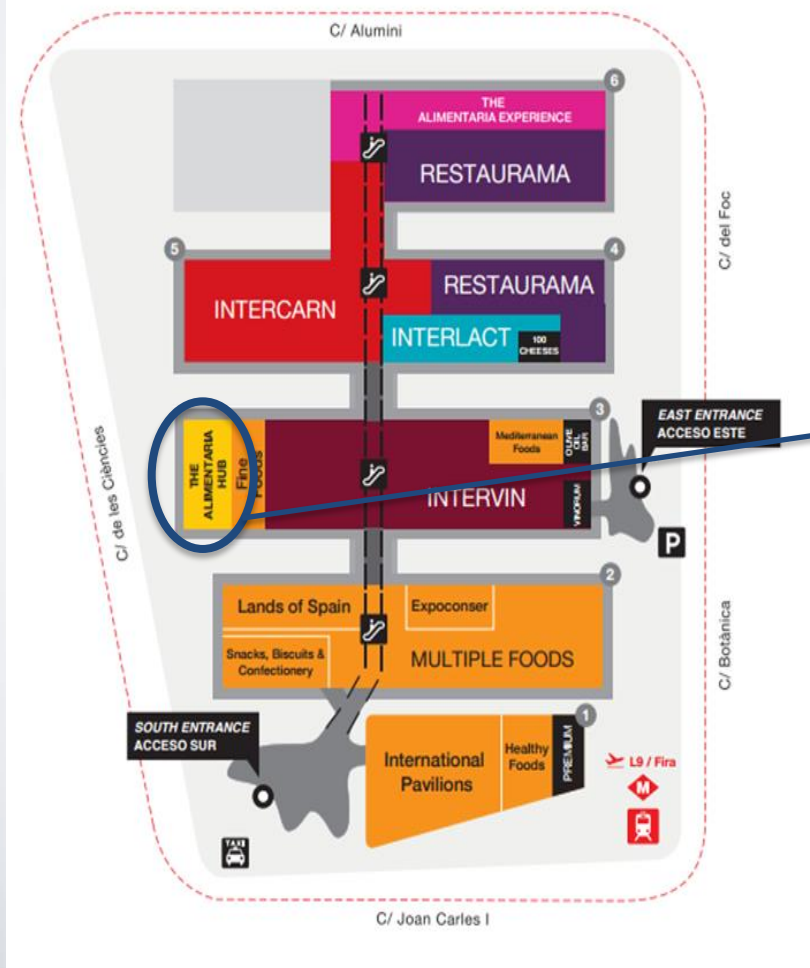 C/ Alumini
6
THE
ALIMENTARIA EXPERIENCE
RESTAURAMA
C/ del Foc
5
4
INTERCARN
RESTAURAMA
INTERLACT
100
CHEESES
3
EAST ENTRANCE
ACCESO ESTE
THE
ALIMENTARIA
HUB
Fine
Foods
Mediterranean
Foods
OLIVE
OIL
BAR
INTERVIN
VINORUM
P
C/ de les Ciències
2
Lands of Spain
Expoconser
Snacks, Biscuits &
Confectionery
MULTIPLE FOODS
C/ Botànica
1
SOUTH ENTRANCE
ACCESO SUR
International
Pavilions
Healthy
Foods
PREMIUM
L9 / Fira
M
TAXI
C/ Joan Carles I